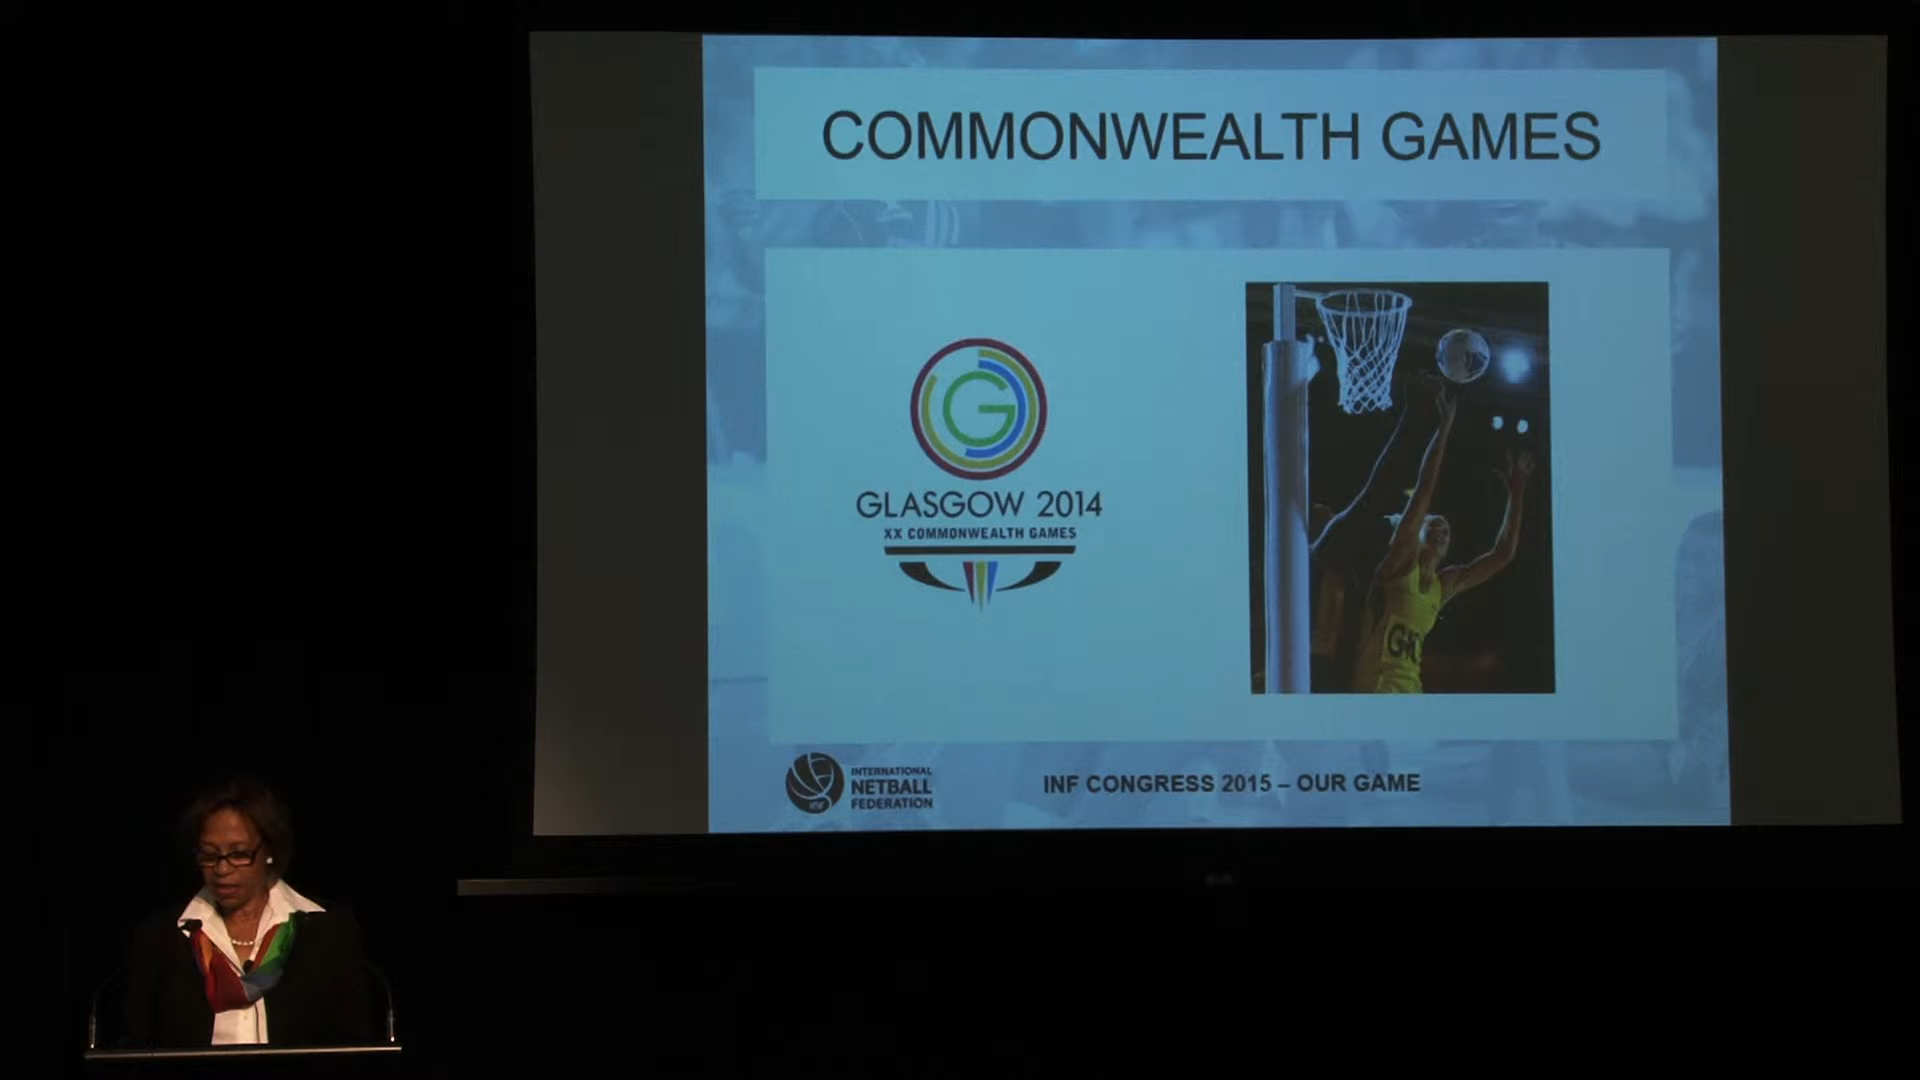 COMMONWEALTH GAMES
G
GLASGOW 2014
XX COMMONWEALTH GAMES
INTERNATIONAL
NETBALL
FEDERATION
INF CONGRESS 2015 – OUR GAME